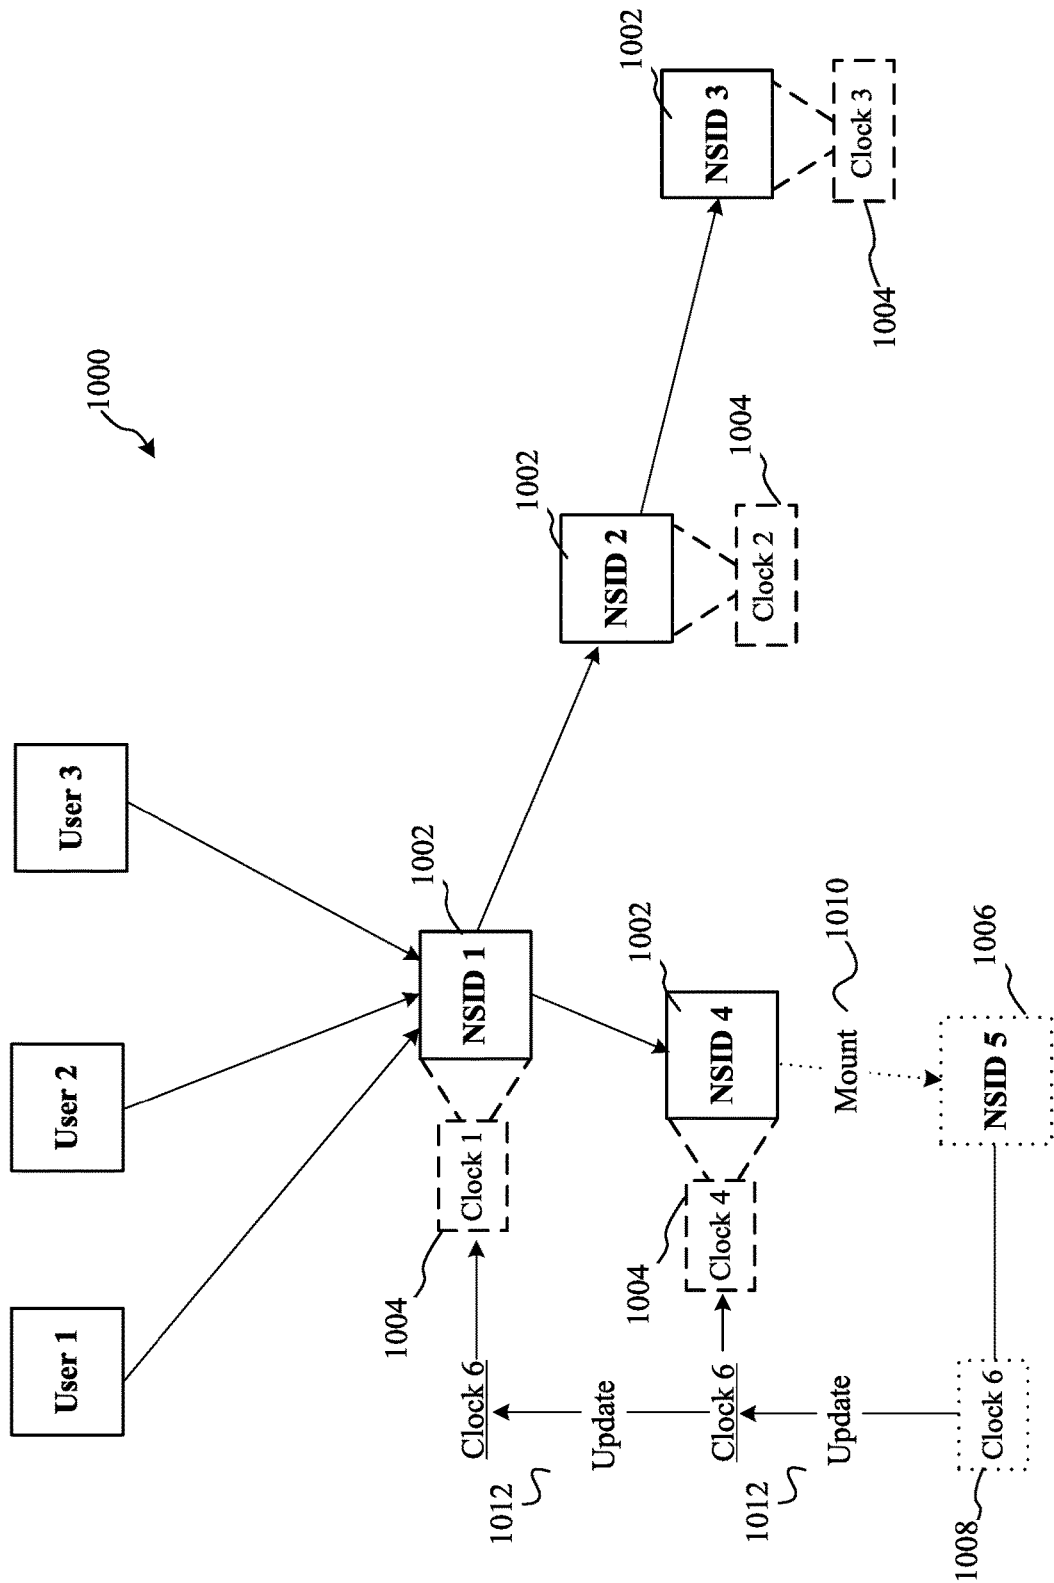 1000
User 1
User 2
User 3
1002
NSID 1
Clock 1
1004
1002
NSID 2
Clock 2
1004
1002
NSID 3
Clock 3
1004
1002
NSID 4
Clock 4
1004
Mount
1010
NSID 5
1006
Clock 6
1008
Update
1012
Clock 6
Update
1012
Clock 6